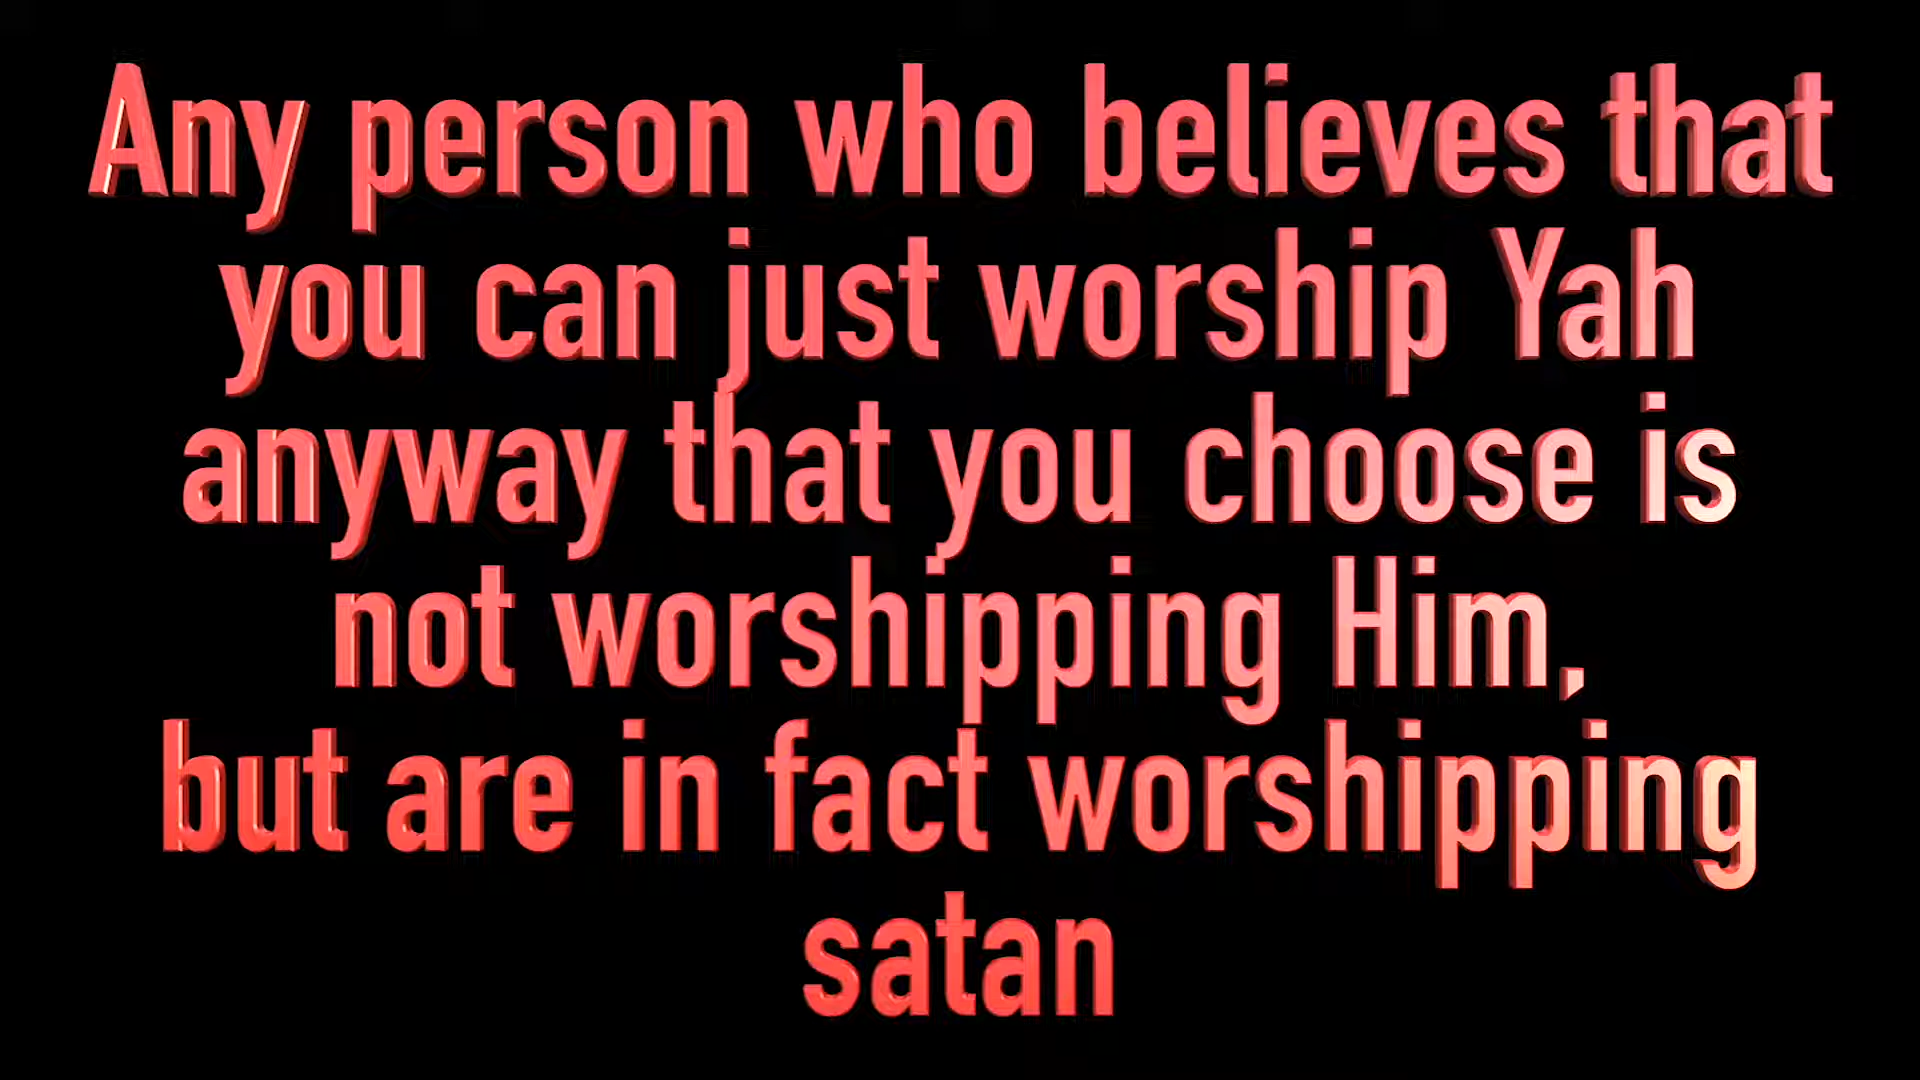 Any person who believes that
you can just worship Yah
anyway that you choose is
not worshipping Him,
but are in fact worshipping
satan